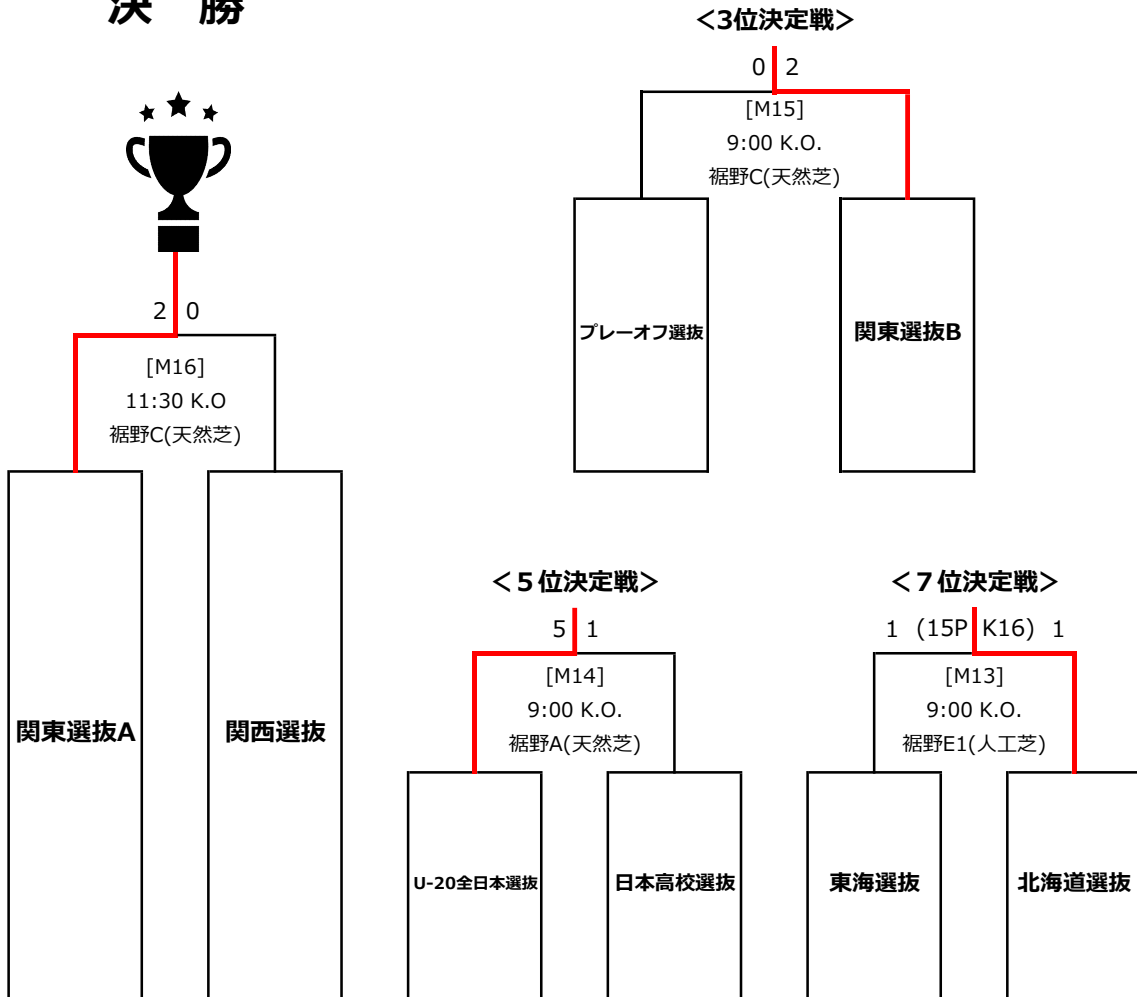 決 勝
2 0
[M16]
11:30 K.O
裾野C(天然芝)
関東選抜A 関西選抜
<3位決定戦>
0 2
[M15]
9:00 K.O.
裾野C(天然芝)
プレーオフ選抜 関東選抜B
<５位決定戦>
5 1
[M14]
9:00 K.O.
裾野A(天然芝)
U-20全日本選抜 日本高校選抜
<７位決定戦>
1 (15P K16) 1
[M13]
9:00 K.O.
裾野E1(人工芝)
東海選抜 北海道選抜